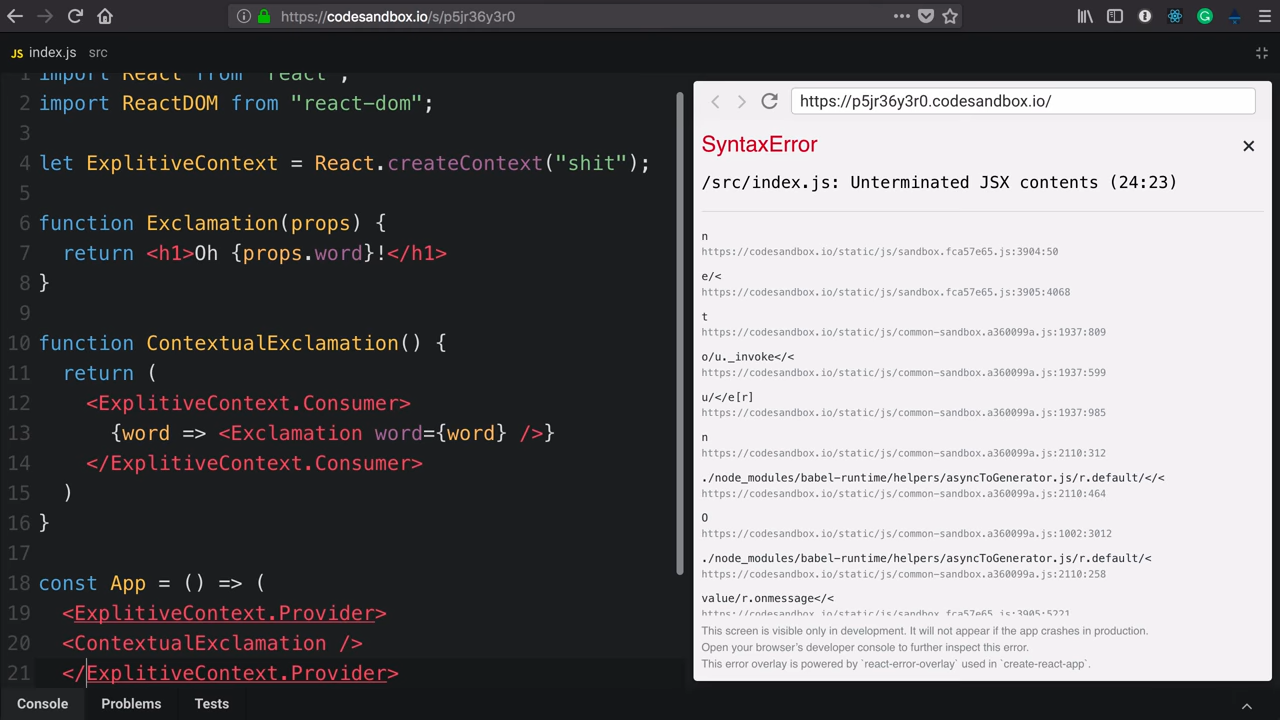 https://codesandbox.io/s/p5jr36y3r0
JS index.js src
1 import React from "react";
2 import ReactDOM from "react-dom";
3
4 let ExplitiveContext = React.createContext("shit");
5
6 function Exclamation(props) {
7 return <h1>Oh {props.word}!</h1>
8 }
9
10 function ContextualExclamation() {
11 return (
12 <ExplitiveContext.Consumer>
13 {word => <Exclamation word={word} />}
14 </ExplitiveContext.Consumer>
15 )
16 }
17
18 const App = () => (
19 <ExplitiveContext.Provider>
20 <ContextualExclamation />
21 </ExplitiveContext.Provider>
Console Problems Tests
https://p5jr36y3r0.codesandbox.io/
SyntaxError
/src/index.js: Unterminated JSX contents (24:23)
n
https://codesandbox.io/static/js/sandbox.fca57e65.js:3904:50
e/<
https://codesandbox.io/static/js/sandbox.fca57e65.js:3905:4068
t
https://codesandbox.io/static/js/common-sandbox.a360099a.js:1937:809
o/u._invoke</<
https://codesandbox.io/static/js/common-sandbox.a360099a.js:1937:599
u/</e[r]
https://codesandbox.io/static/js/common-sandbox.a360099a.js:1937:985
n
https://codesandbox.io/static/js/common-sandbox.a360099a.js:2110:312
./node_modules/babel-runtime/helpers/asyncToGenerator.js/r.default/</<
https://codesandbox.io/static/js/common-sandbox.a360099a.js:2110:464
O
https://codesandbox.io/static/js/common-sandbox.a360099a.js:1002:3012
./node_modules/babel-runtime/helpers/asyncToGenerator.js/r.default/<
https://codesandbox.io/static/js/common-sandbox.a360099a.js:2110:258
value/r.onmessage</<
https://codesandbox.io/static/js/sandbox.fca57e65.js:3905:5221
This screen is visible only in development. It will not appear if the app crashes in production.
Open your browser's developer console to further inspect this error.
This error overlay is powered by `react-error-overlay` used in `create-react-app`.